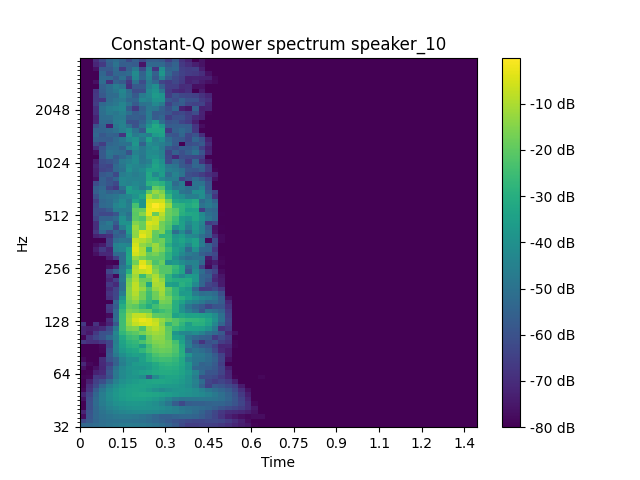 Constant-Q power spectrum speaker_10
Hz
2048
1024
512
256
128
64
32
0 0.15 0.3 0.45 0.6 0.75 0.9 1.1 1.2 1.4
Time
-10 dB
-20 dB
-30 dB
-40 dB
-50 dB
-60 dB
-70 dB
-80 dB